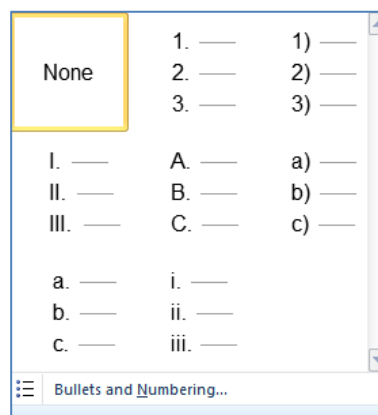 1. 1)
None 2. 2)
3. 3)
I. A. a)
II. B. b)
III. C. c)
a. i.
b. ii.
c. iii.
Bullets and Numbering...